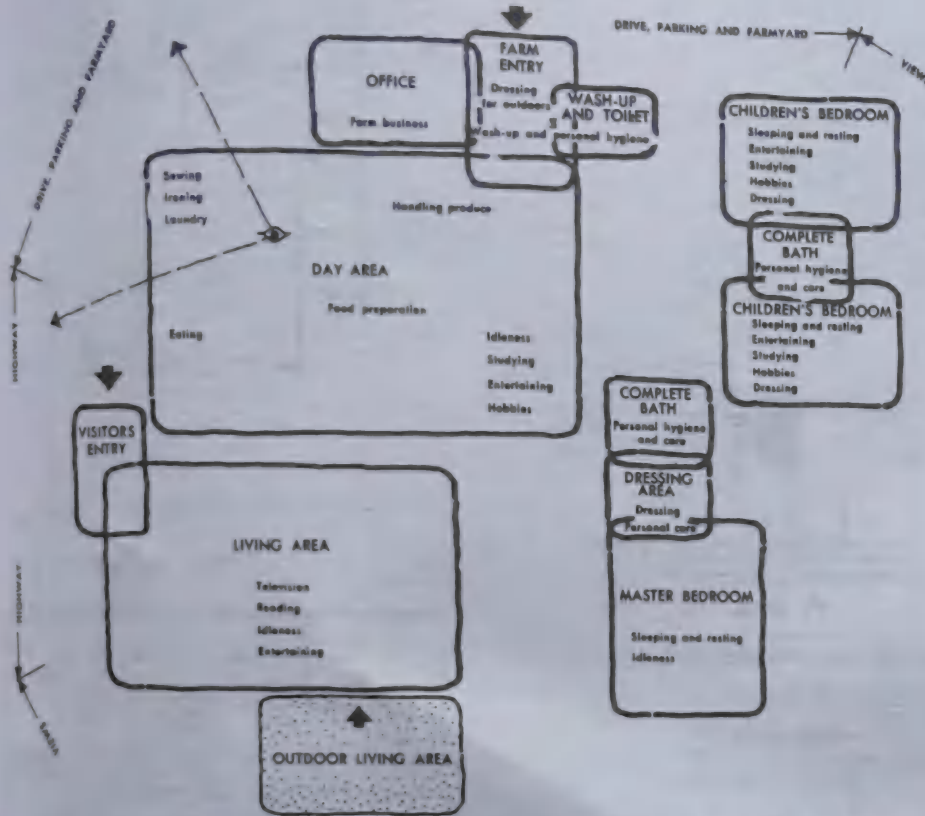 DRIVE, PARKING AND FARMYARD
HIGHWAY
DRIVE, PARKING AND FARMYARD
VIEWS
OFFICE
Farm business
FARM
ENTRY
Dressing
for outdoors
Wash-up and
WASH-UP
AND TOILET
personal hygiene
Sewing
Ironing
Laundry
Handling produce
DAY AREA
Food preparation
Eating
Idleness
Studying
Entertaining
Hobbies
CHILDREN'S BEDROOM
Sleeping and resting
Entertaining
Studying
Hobbies
Dressing
COMPLETE
BATH
Personal hygiene
and care
CHILDREN'S BEDROOM
Sleeping and resting
Entertaining
Studying
Hobbies
Dressing
VISITORS
ENTRY
COMPLETE
BATH
Personal hygiene
and care
DRESSING
AREA
Dressing
Personal care
MASTER BEDROOM
Sleeping and resting
Idleness
LIVING AREA
Television
Reading
Idleness
Entertaining
HIGHWAY
OUTDOOR LIVING AREA